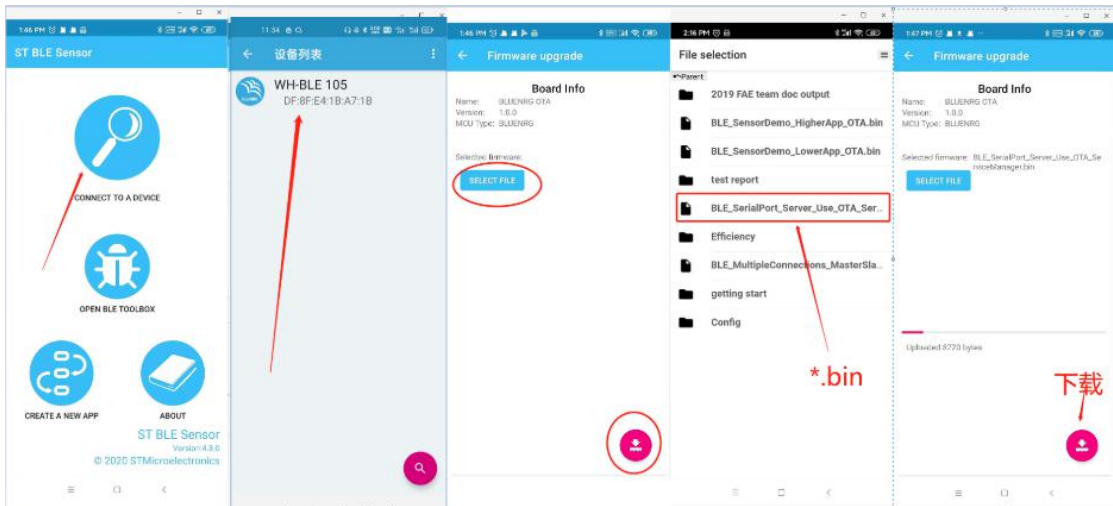 1:46 PM
ST BLE Sensor
CONNECT TO A DEVICE
OPEN BLE TOOLBOX
CREATE A NEW APP
ABOUT
ST BLE Sensor
Version 4.8.0
© 2020 STMicroelectronics
11:34
设备列表
WH-BLE 105
DF:8F:E4:1B:A7:1B
1:46 PM
Firmware upgrade
Board Info
Name: BLUENRG OTA
Version: 1.0.0
MCU Type: BLUENRG
Selected firmware:
SELECT FILE
2:16 PM
File selection
Parent
2019 FAE team doc output
BLE_SensorDemo_HigherApp_OTA.bin
BLE_SensorDemo_LowerApp_OTA.bin
test report
BLE_SerialPort_Server_Use_OTA_Ser..
Efficiency
BLE_MultipleConnections_MasterSla..
getting start
Config
*.bin
1:47 PM
Firmware upgrade
Board Info
Name: BLUENRG OTA
Version: 1.0.0
MCU Type: BLUENRG
Selected firmware: BLE_SerialPort_Server_Use_OTA_Se
rviceManager.bin
SELECT FILE
Uploaded 8720 bytes
下载